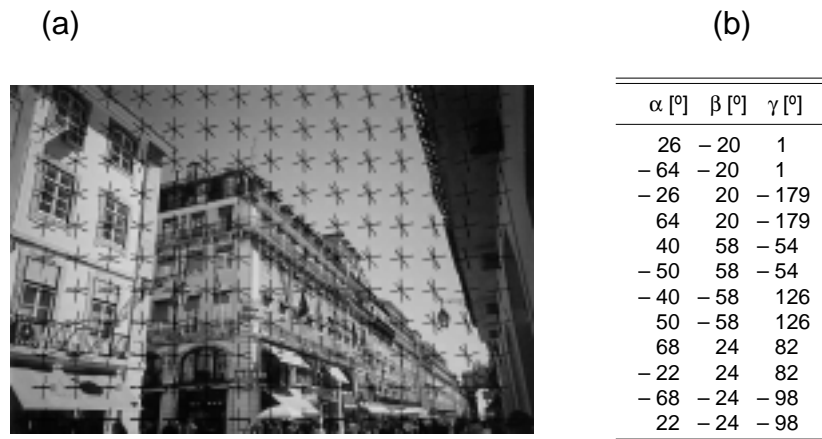 (a) (b)
α [º] β [º] γ [º]
26 – 20 1
– 64 – 20 1
– 26 20 – 179
64 20 – 179
40 58 – 54
– 50 58 – 54
– 40 – 58 126
50 – 58 126
68 24 82
– 22 24 82
– 68 – 24 – 98
22 – 24 – 98